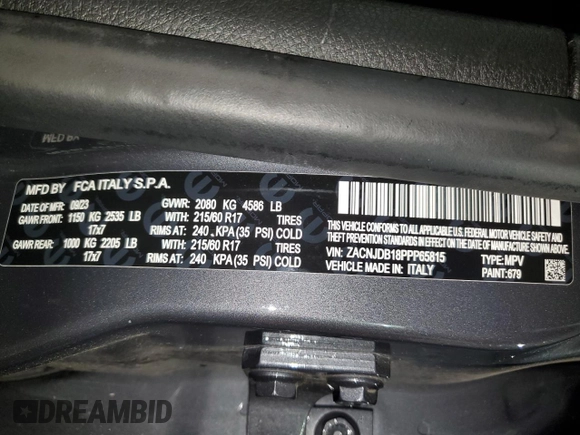 MFD BY FCA ITALY S.P.A.
DATE OF MFR: 09/23 GVWR: 2080 KG 4586 LB
GAWR FRONT: 1150 KG 2535 LB WITH: 215/60 R17 TIRES
17x7 RIMS AT: 240 KPA (35 PSI) COLD
GAWR REAR: 1000 KG 2205 LB WITH: 215/60 R17 TIRES
17x7 RIMS AT: 240 KPA (35 PSI) COLD
THIS VEHICLE CONFORMS TO ALL APPLICABLE
U.S.A. FEDERAL MOTOR VEHICLE SAFETY,
BUMPER, AND THEFT PREVENTION STANDARDS
IN EFFECT ON THE DATE OF MANUFACTURE
SHOWN ABOVE.
VIN: ZACNJDB18PPP65815 TYPE: MPV
VEHICLE MADE IN: ITALY PAINT: 679
DREAMBID